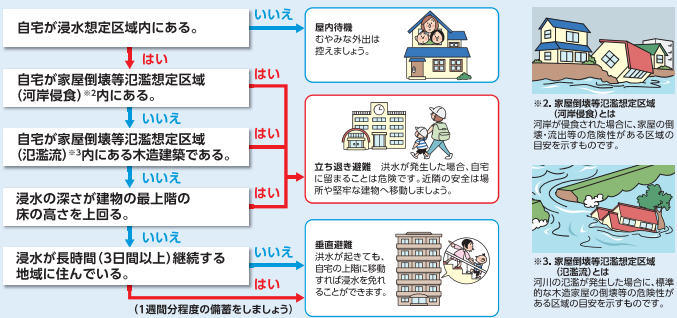 自宅が浸水想定区域内にある。
いいえ
はい
屋内待機
むやみな外出は
控えましょう。
自宅が家屋倒壊等氾濫想定区域
（河岸侵食）※2内にある。
はい
いいえ
自宅が家屋倒壊等氾濫想定区域
（氾濫流）※3内にある木造建築である。
はい
いいえ
立ち退き避難 洪水が発生した場合、自宅
に留まることは危険です。近隣の安全は場
所や堅牢な建物へ移動しましょう。
浸水の深さが建物の最上階の
床の高さを上回る。
はい
いいえ
浸水が長時間（3日間以上）継続する
地域に住んでいる。
いいえ
はい
（1週間分程度の備蓄をしましょう）
垂直避難
洪水が起きても、
自宅の上階に移動
すれば浸水を免れ
ることができます。
※2. 家屋倒壊等氾濫想定区域
（河岸侵食）とは
河岸が侵食された場合に、家屋の倒
壊・流出等の危険性がある区域の
目安を示すものです。
※3. 家屋倒壊等氾濫想定区域
（氾濫流）とは
河川の氾濫が発生した場合に、標準
的な木造家屋の倒壊等の危険性が
ある区域の目安を示すものです。